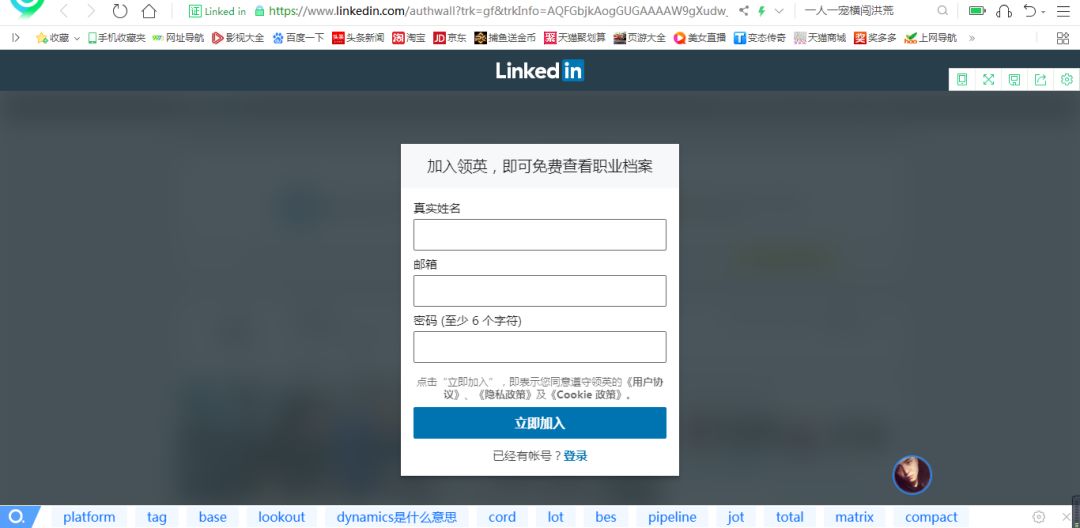 证 Linked in https://www.linkedin.com/authwall?trk=gf&trkInfo=AQFGbjkAogGUGAAAAW9gXudw_ 一人一宠横闯洪荒
收藏 手机收藏夹 网址导航 影视大全 百度一下 头条新闻 淘宝 JD 京东 捕鱼送金币 天猫聚划算 页游大全 美女直播 变态传奇 天猫商城 奖多多 上网导航 »
Linked in
加入领英，即可免费查看职业档案
真实姓名
邮箱
密码 (至少 6 个字符)
点击“立即加入”，即表示您同意遵守领英的《用户协
议》、《隐私政策》及《Cookie 政策》。
立即加入
已经有帐号？登录
platform tag base lookout dynamics是什么意思 cord lot bes pipeline jot total matrix compact